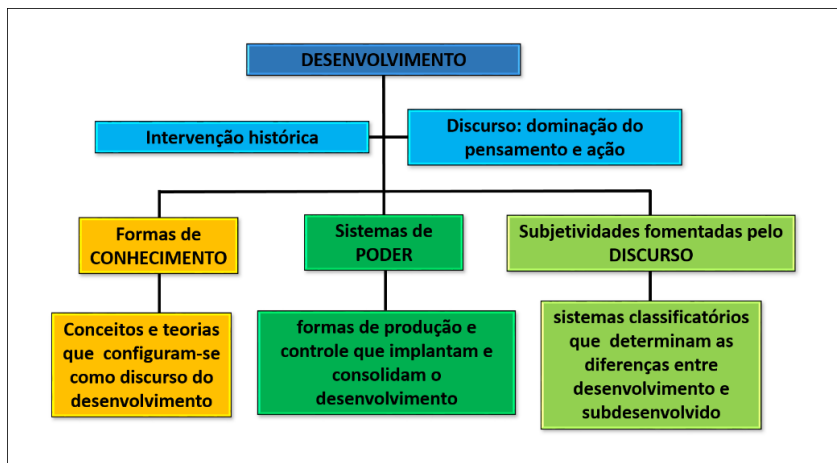 DESENVOLVIMENTO
Intervenção histórica
Discurso: dominação do
pensamento e ação
Formas de
CONHECIMENTO
Sistemas de
PODER
Subjetividades fomentadas pelo
DISCURSO
Conceitos e teorias
que configuram-se
como discurso do
desenvolvimento
formas de produção e
controle que implantam e
consolidam o
desenvolvimento
sistemas classificatórios
que determinam as
diferenças entre
desenvolvimento e
subdesenvolvido